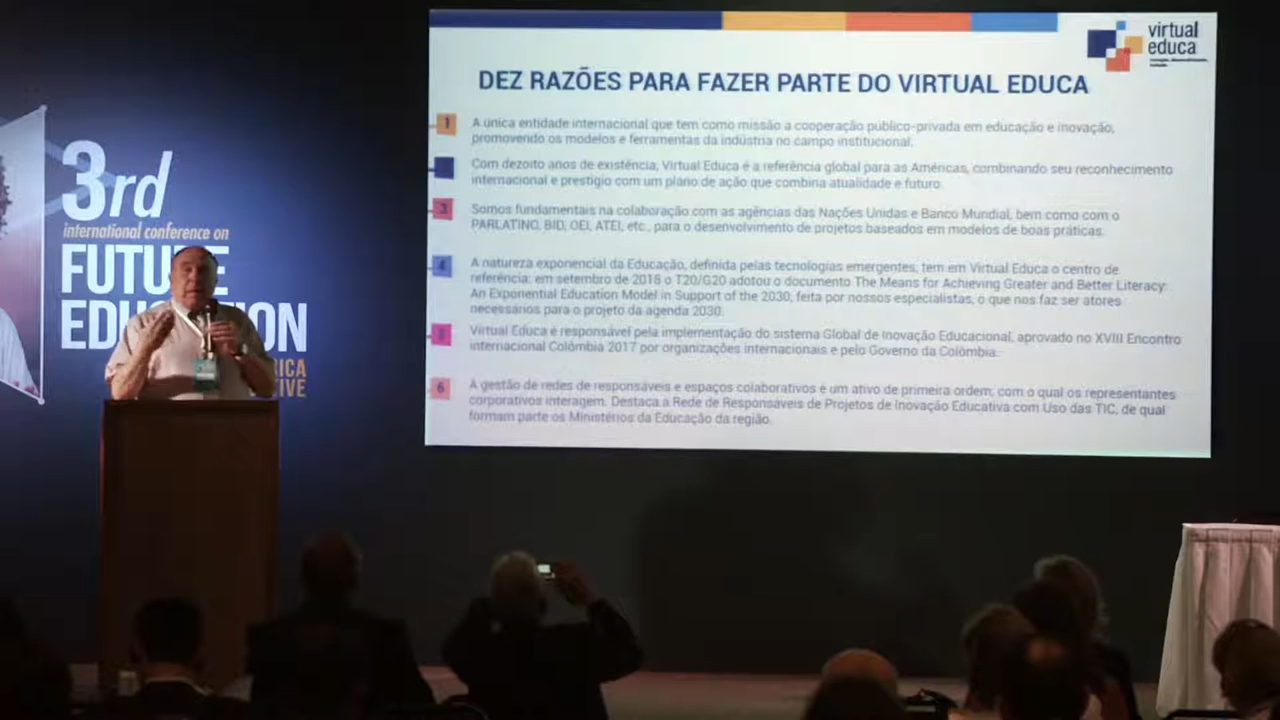 3rd
international conference on
FUTU E
EDU ION
ICA
IVE
virtual
educa
DEZ RAZÕES PARA FAZER PARTE DO VIRTUAL EDUCA
1
A única entidade internacional que tem como missão a cooperação público-privada em educação e inovação,
promovendo os modelos e ferramentas da indústria no campo institucional.
Com dezoito anos de existência, Virtual Educa é a referência global para as Américas, combinando seu reconhecimento
internacional e prestígio com um plano de ação que combina atualidade e futuro.
3
Somos fundamentais na colaboração com as agências das Nações Unidas e Banco Mundial, bem como com o
PARLATINO, BID, OEI, ATEI, etc., para o desenvolvimento de projetos baseados em modelos de boas práticas.
4
A natureza exponencial da Educação, definida pelas tecnologias emergentes, tem em Virtual Educa o centro de
referência: em setembro de 2018 o T20/G20 adotou o documento The Means for Achieving Greater and Better Literacy:
An Exponential Education Model in Support of the 2030, feita por nossos especialistas, o que nos faz ser atores
necessários para o projeto da agenda 2030.
Virtual Educa é responsável pela implementação do sistema Global de Inovação Educacional, aprovado no XVIII Encontro
internacional Colômbia 2017 por organizações internacionais e pelo Governo da Colômbia.
6
A gestão de redes de responsáveis e espaços colaborativos é um ativo de primeira ordem, com o qual os representantes
corporativos interagem. Destaca a Rede de Responsáveis de Projetos de Inovação Educativa com Uso das TIC, de qual
formam parte os Ministérios da Educação da região.